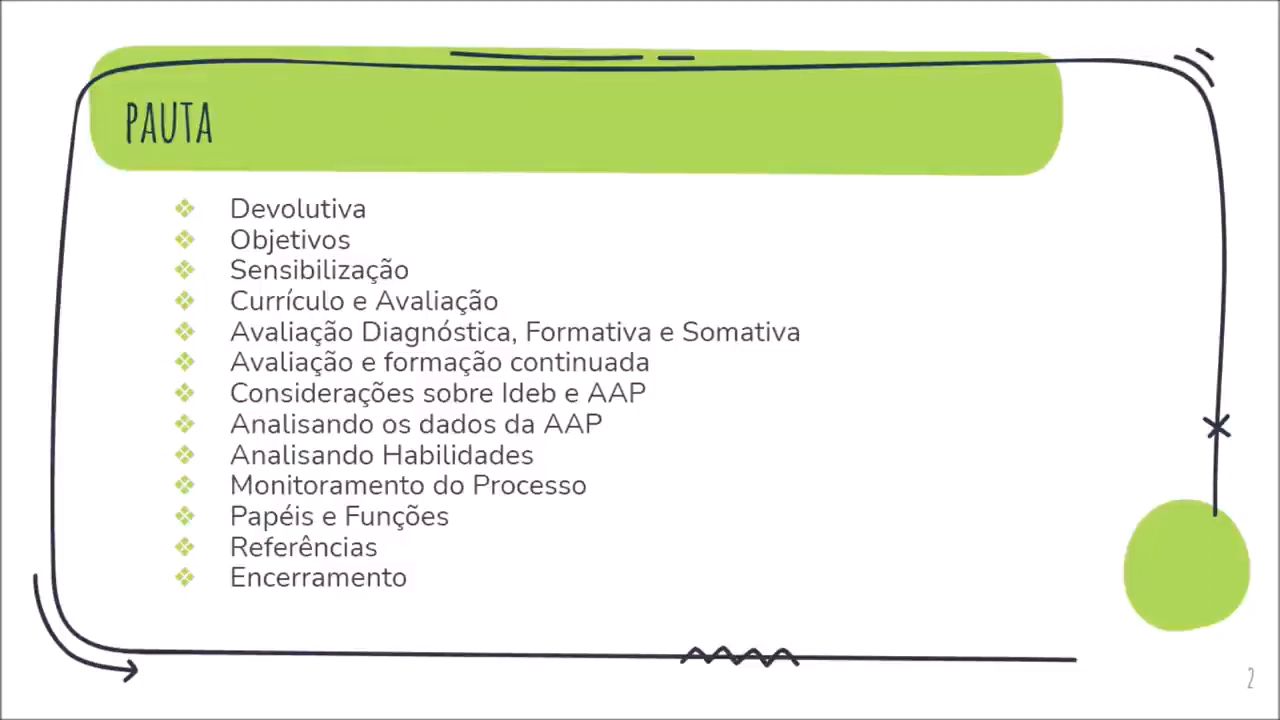 PAUTA
Devolutiva
Objetivos
Sensibilização
Currículo e Avaliação
Avaliação Diagnóstica, Formativa e Somativa
Avaliação e formação continuada
Considerações sobre Ideb e AAP
Analisando os dados da AAP
Analisando Habilidades
Monitoramento do Processo
Papéis e Funções
Referências
Encerramento
2